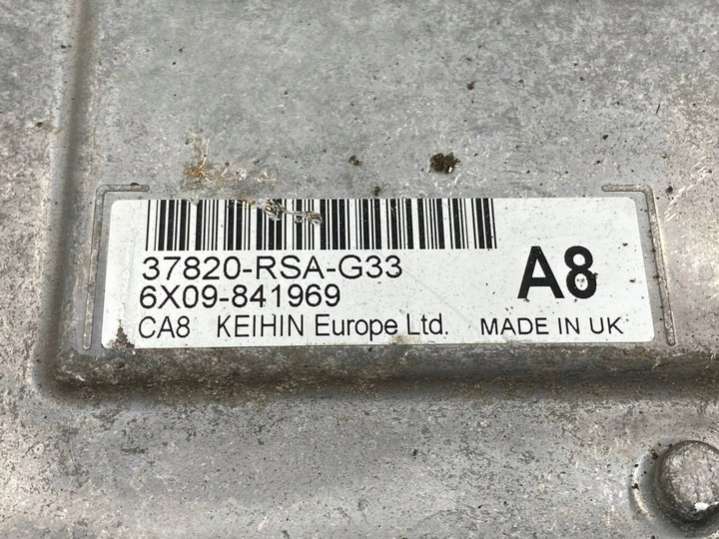 37820-RSA-G33
6X09-841969
A8
CA8 KEIHIN Europe Ltd. MADE IN UK